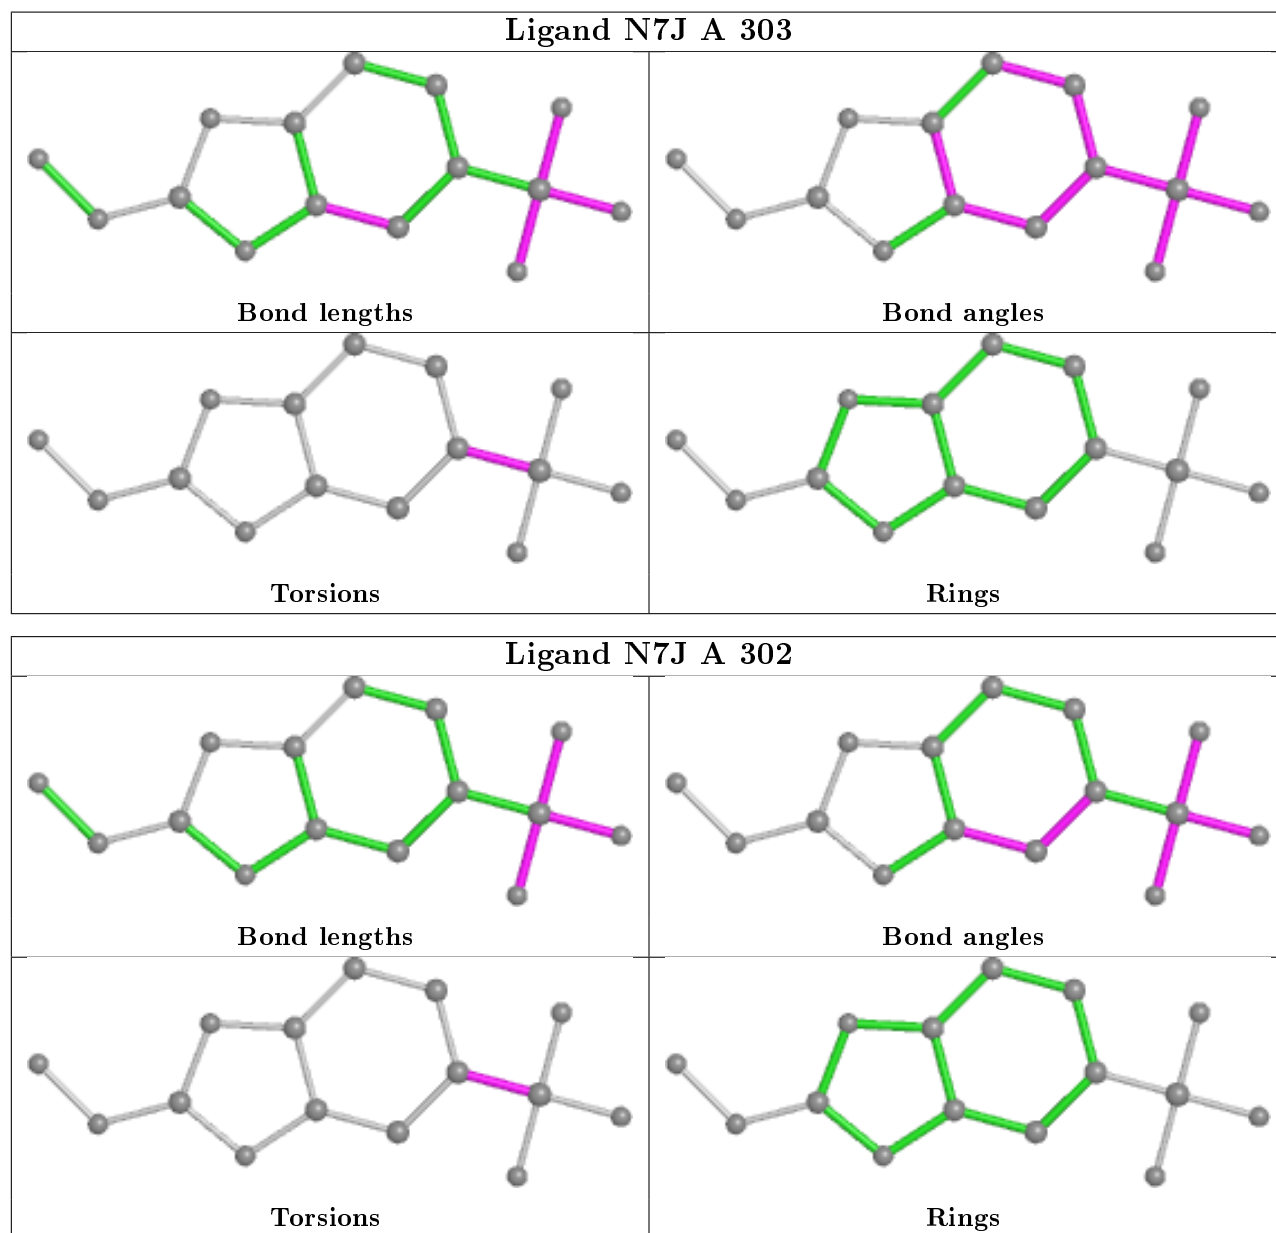 Ligand N7J A 303
Bond lengths
Bond angles
Torsions
Rings
Ligand N7J A 302
Bond lengths
Bond angles
Torsions
Rings